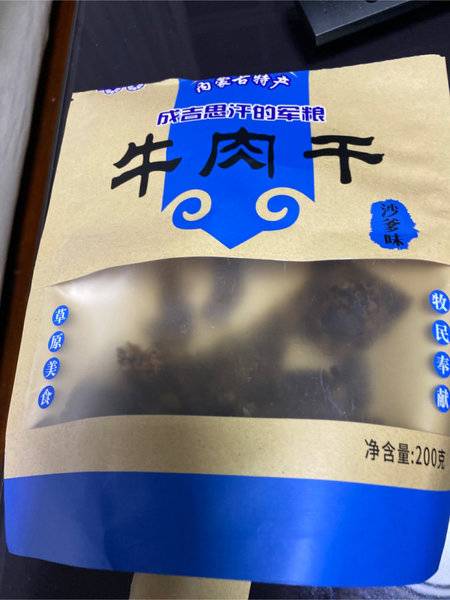 内蒙古特产
成吉思汗的军粮
牛肉干
沙爹味
草原美食
牧民奉献
净含量:200克